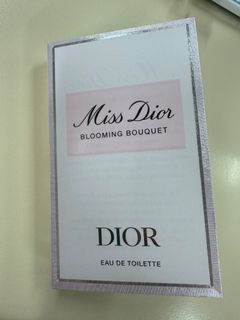 Miss Dior
BLOOMING BOUQUET
DIOR
EAU DE TOILETTE